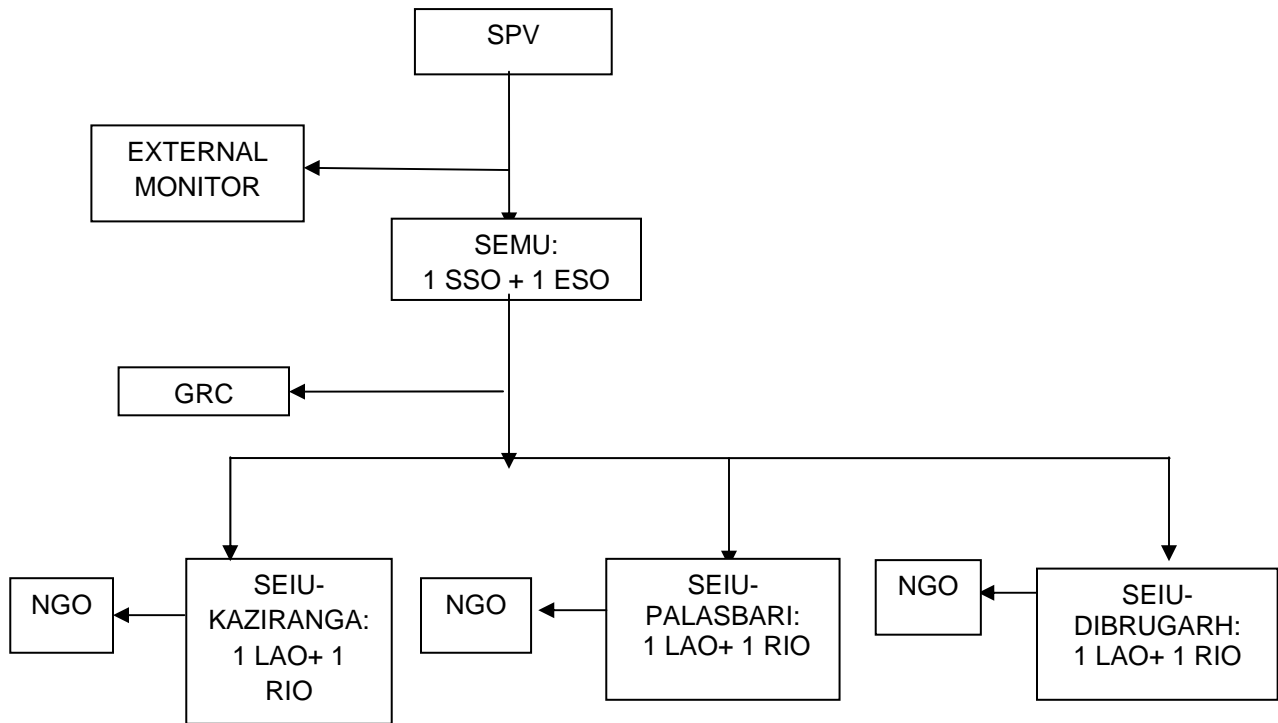 SPV
EXTERNAL
MONITOR
SEMU:
1 SSO + 1 ESO
GRC
NGO
SEIU-
KAZIRANGA:
1 LAO+ 1
RIO
NGO
SEIU-
PALASBARI:
1 LAO+ 1 RIO
NGO
SEIU-
DIBRUGARH:
1 LAO+ 1 RIO